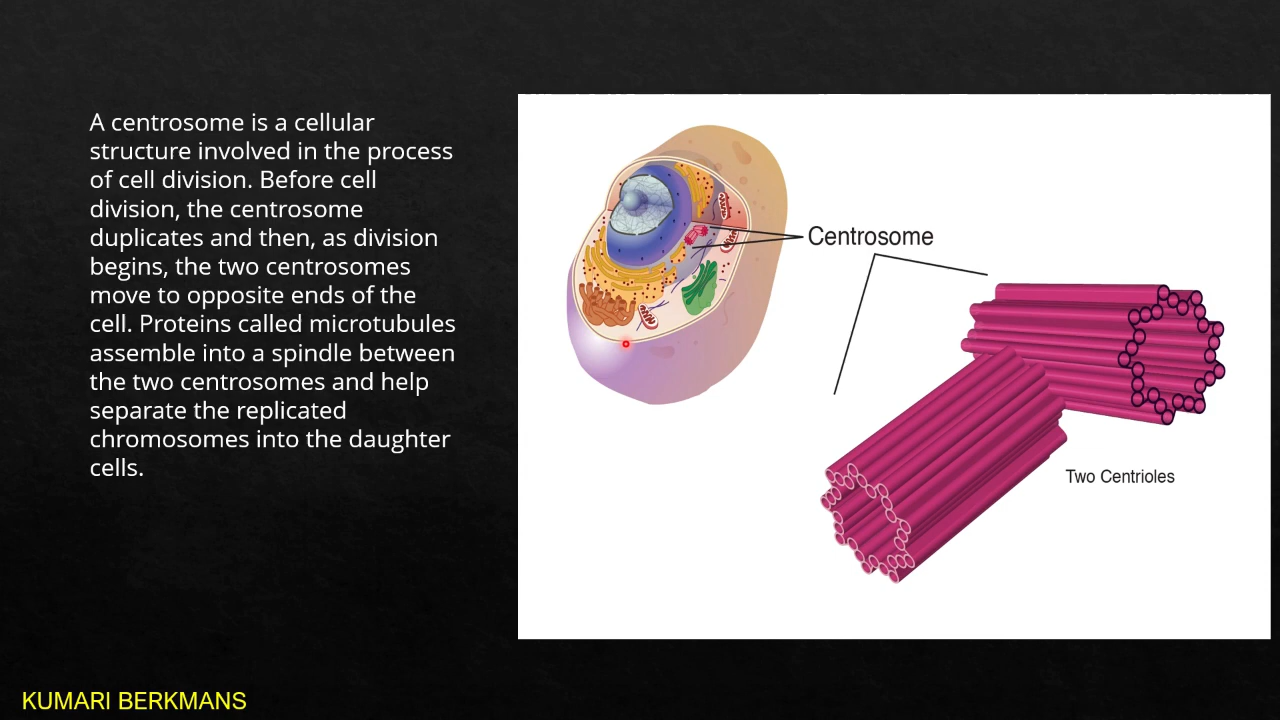 A centrosome is a cellular
structure involved in the process
of cell division. Before cell
division, the centrosome
duplicates and then, as division
begins, the two centrosomes
move to opposite ends of the
cell. Proteins called microtubules
assemble into a spindle between
the two centrosomes and help
separate the replicated
chromosomes into the daughter
cells.
Centrosome
Two Centrioles
KUMARI BERKMANS